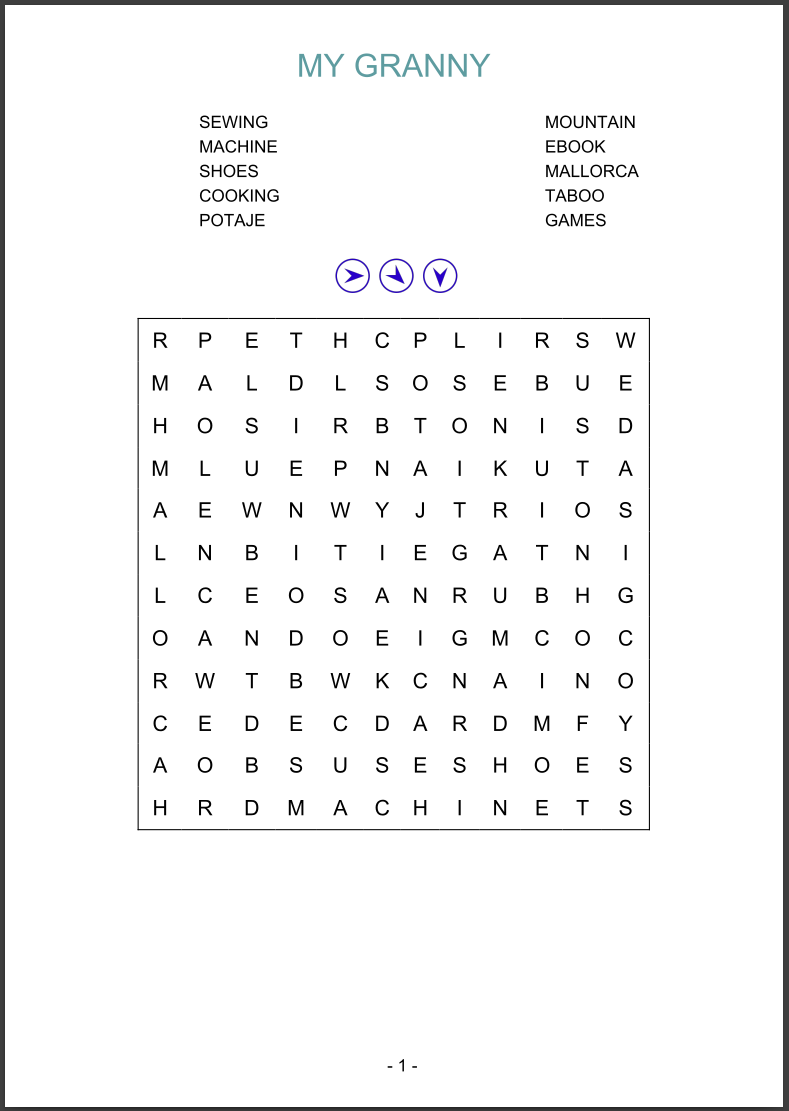 MY GRANNY
SEWING MOUNTAIN
MACHINE EBOOK
SHOES MALLORCA
COOKING TABOO
POTAJE GAMES
R P E T H C P L I R S W
M A L D L S O S E B U E
H O S I R B T O N I S D
M L U E P N A I K U T A
A E W N W Y J T R I O S
L N B I T I E G A T N I
L C E O S A N R U B H G
O A N D O E I G M C O C
R W T B W K C N A I N O
C E D E C D A R D M F Y
A O B S U S E S H O E S
H R D M A C H I N E T S
- 1 -